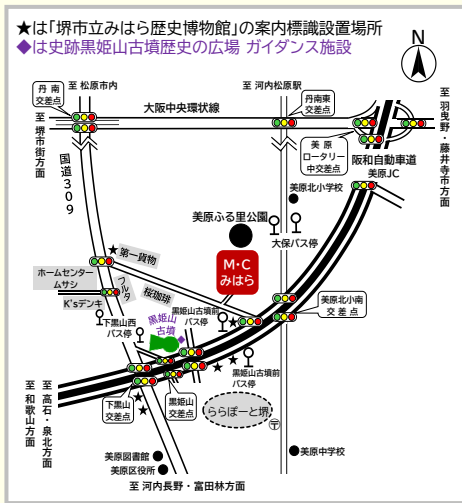 ★は「堺市立みはら歴史博物館」の案内標識設置場所
◆は史跡黒姫山古墳歴史の広場 ガイダンス施設
N
至 松原市内
至 河内松原駅
丹 南
交差点
大阪中央環状線
丹南東
交差点
至 羽曳野・藤井寺市方面
至 堺市街方面
美 原
ロータリー
中交差点
阪和自動車道
美原JC
国道309
美原北小学校
美原ふる里公園
大保バス停
M・C
みはら
★第一貨物
ホームセンター
ムサシ
フルタ
桜珈琲
K'sデンキ
下黒山西
バス停
黒姫山
古墳
黒姫山古墳前
バス停
美原北小南
交 差 点
黒姫山古墳前
バス停
至 和歌山方面
至 高石・泉北方面
下黒山
交差点
黒姫山
交差点
ららぽーと堺
〒
美原図書館
美原区役所
美原中学校
至 河内長野・富田林方面